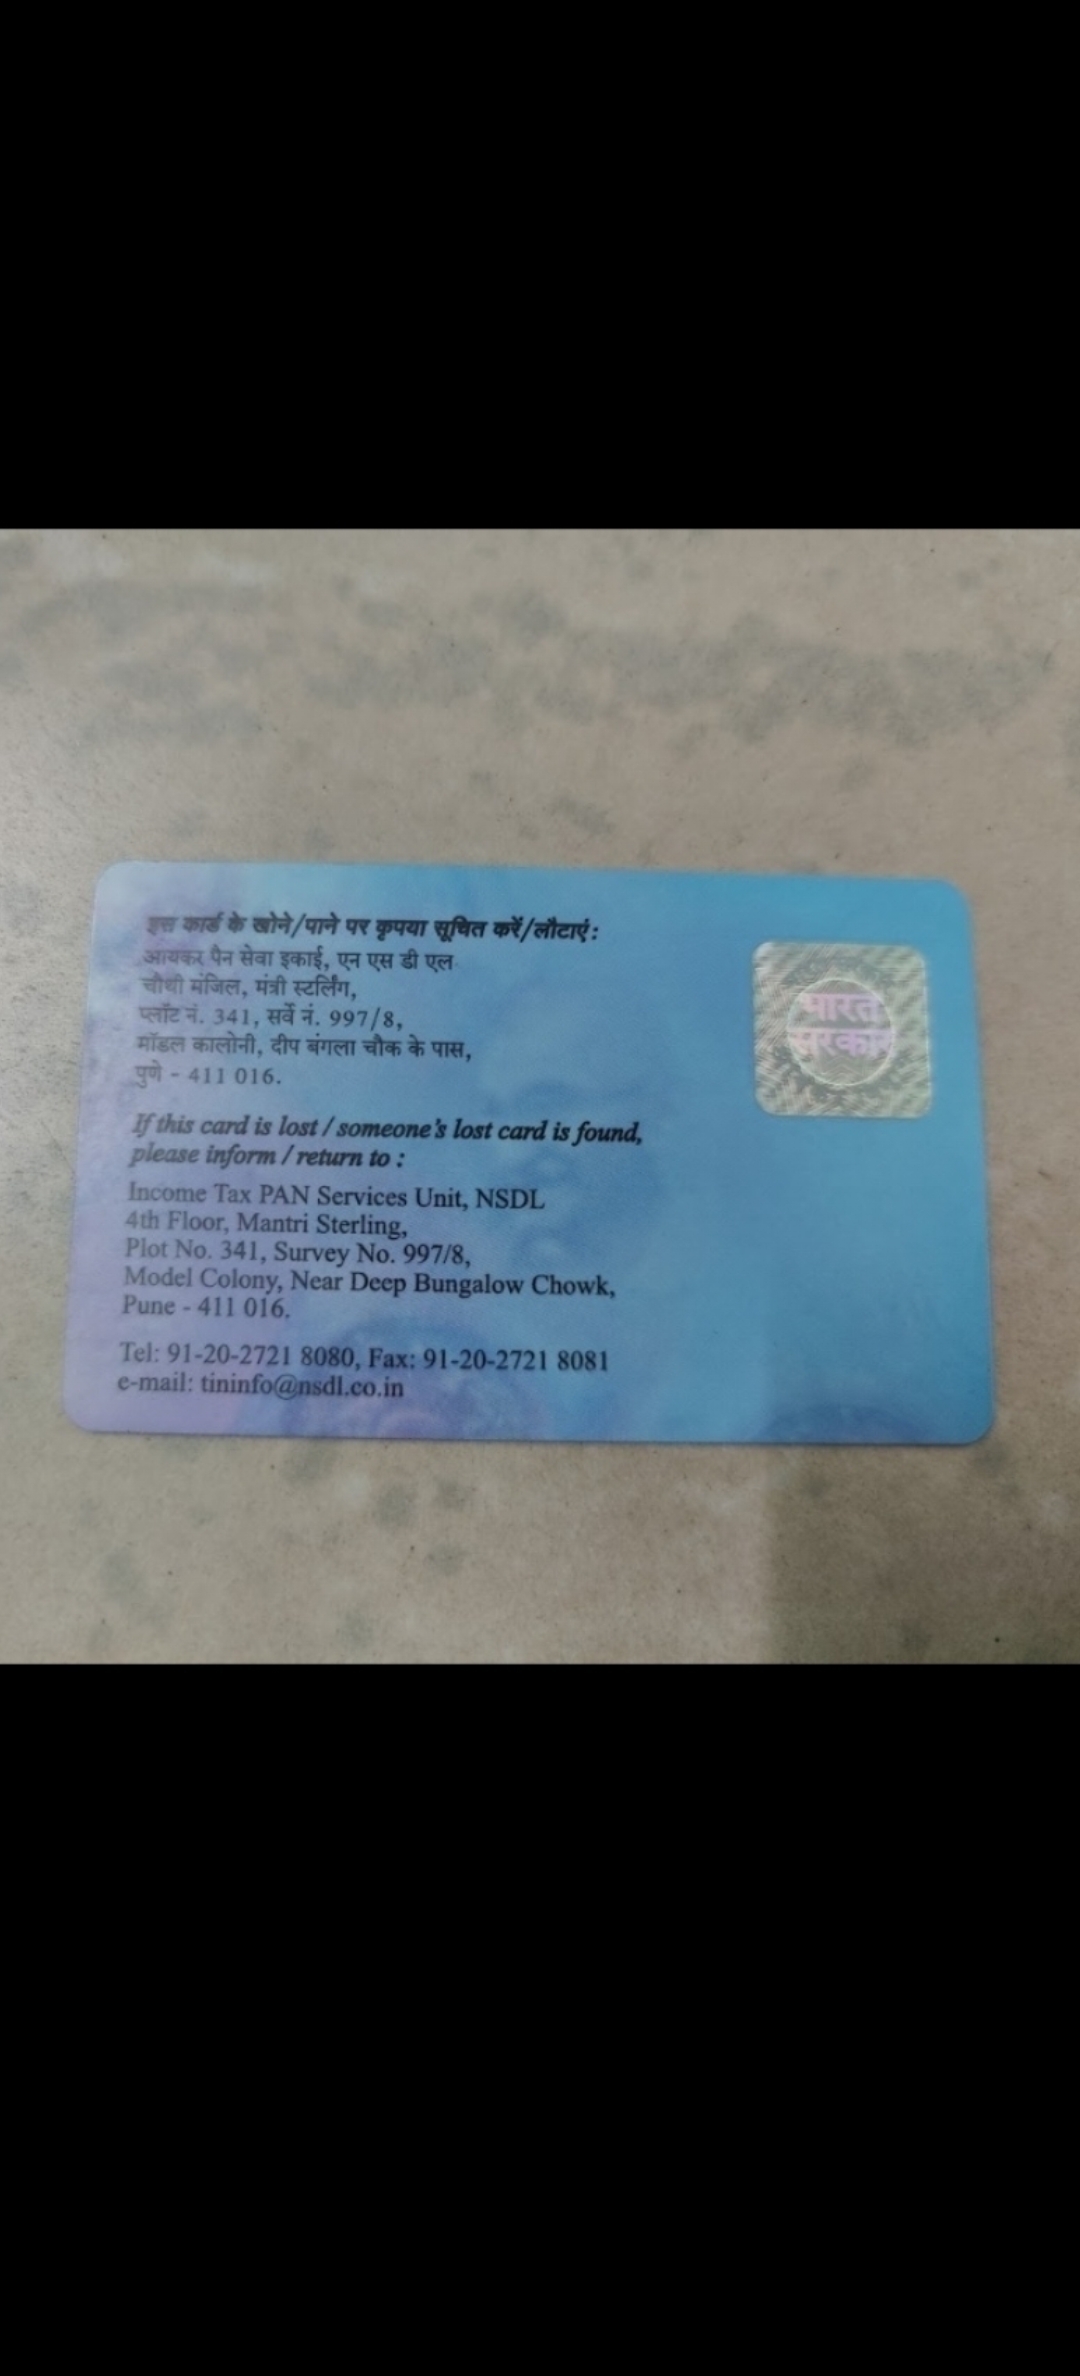 इस कार्ड के खोने/पाने पर कृपया सूचित करें/लौटाएं:
आयकर पैन सेवा इकाई, एन एस डी एल
चौथी मंजिल, मंत्री स्टर्लिंग,
प्लॉट नं. 341, सर्वे नं. 997/8,
मॉडल कालोनी, दीप बंगला चौक के पास,
पुणे - 411 016.
If this card is lost / someone's lost card is found,
please inform / return to :
Income Tax PAN Services Unit, NSDL
4th Floor, Mantri Sterling,
Plot No. 341, Survey No. 997/8,
Model Colony, Near Deep Bungalow Chowk,
Pune - 411 016.
Tel: 91-20-2721 8080, Fax: 91-20-2721 8081
e-mail: tininfo@nsdl.co.in
भारत
सरकार